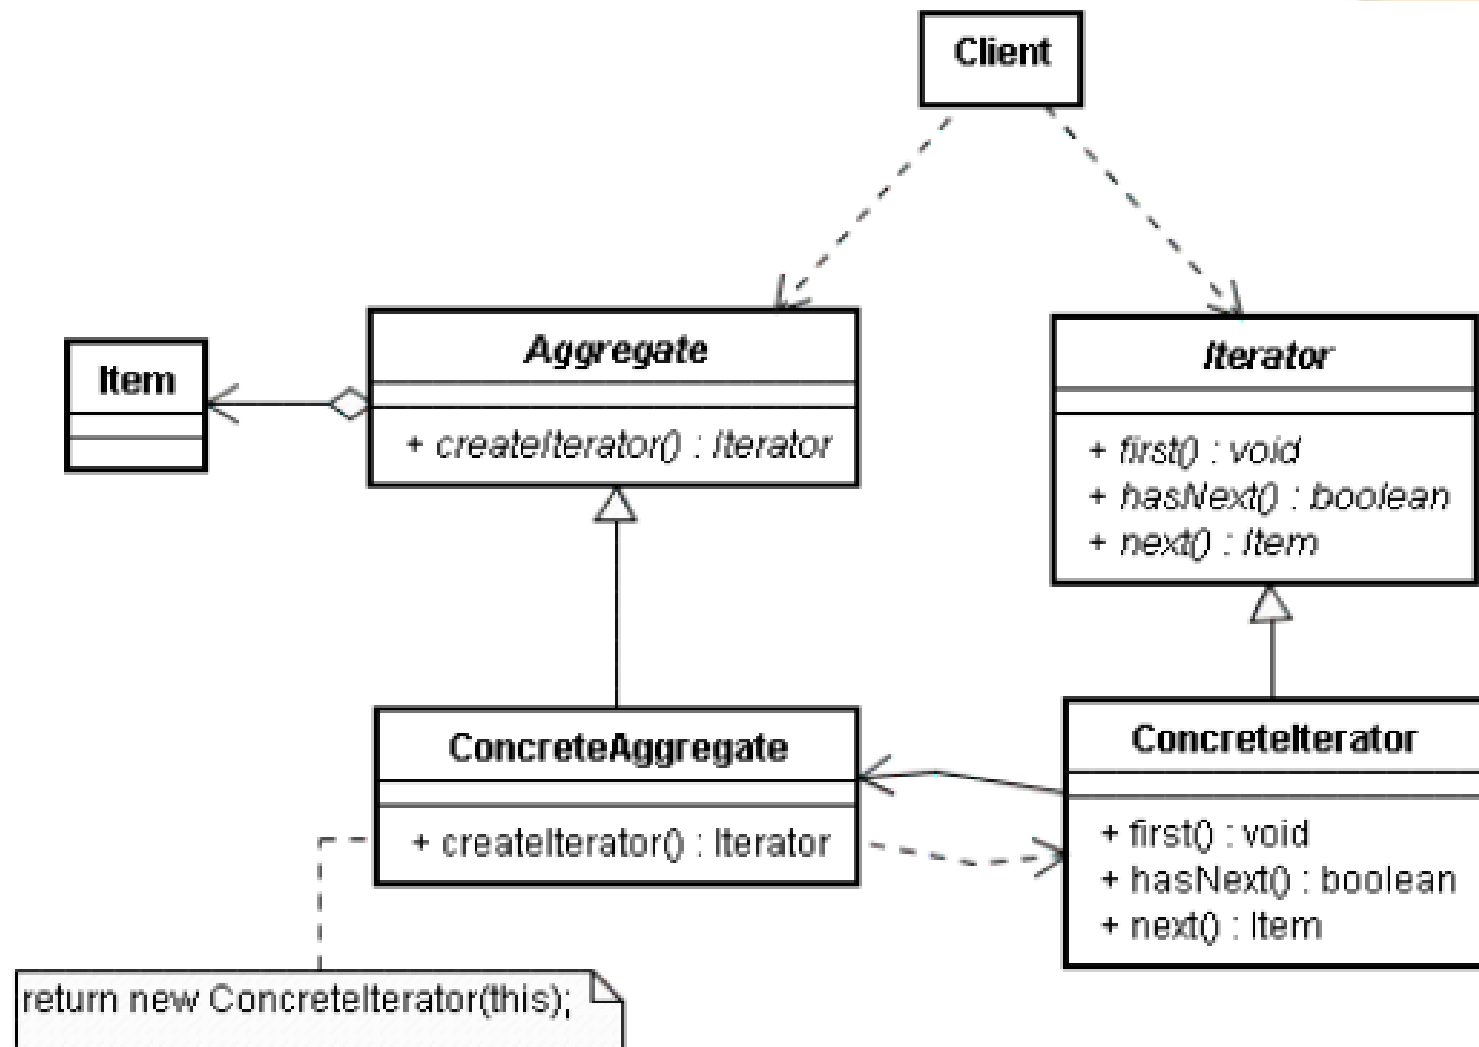 Client
Aggregate
+ createIterator() : Iterator
Item
Iterator
+ first() : void
+ hasNext() : boolean
+ next() : Item
ConcreteAggregate
+ createIterator() : Iterator
ConcreteIterator
+ first() : void
+ hasNext() : boolean
+ next() : Item
return new ConcreteIterator(this);